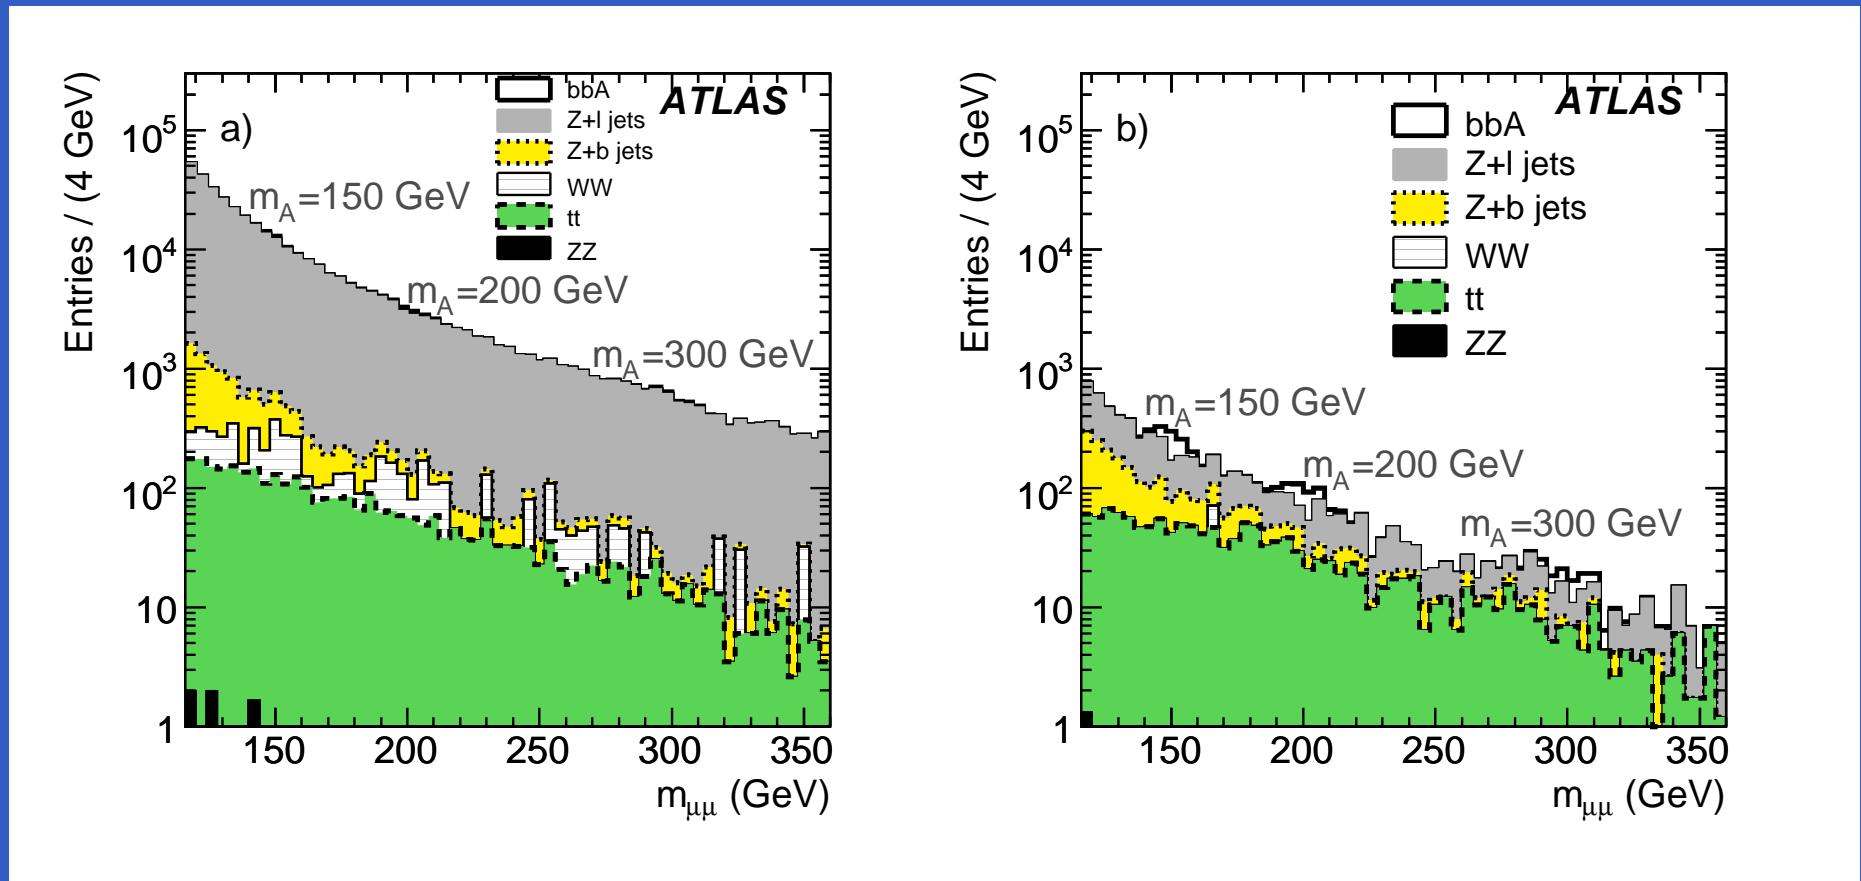 a)
ATLAS
bbA
Z+l jets
Z+b jets
WW
tt
ZZ
m_A=150 GeV
m_A=200 GeV
m_A=300 GeV
Entries / (4 GeV)
10^5
10^4
10^3
10^2
10
1
150 200 250 300 350
m_μμ (GeV)
b)
ATLAS
bbA
Z+l jets
Z+b jets
WW
tt
ZZ
m_A=150 GeV
m_A=200 GeV
m_A=300 GeV
Entries / (4 GeV)
10^5
10^4
10^3
10^2
10
1
150 200 250 300 350
m_μμ (GeV)